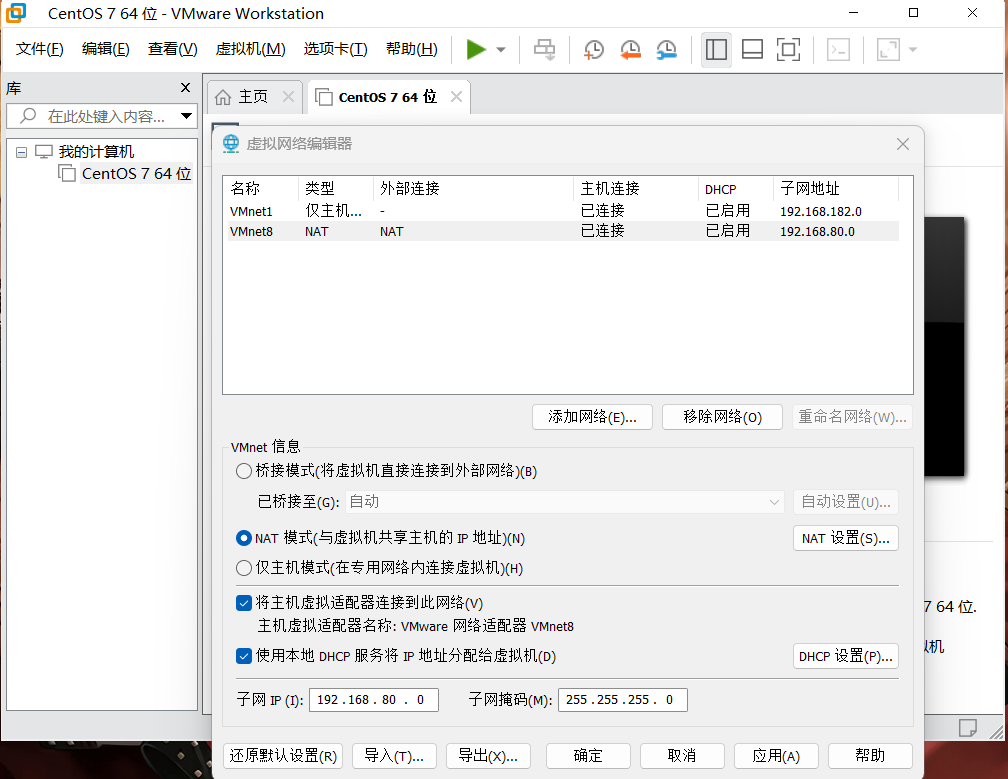 CentOS 7 64 位 - VMware Workstation
文件(F) 编辑(E) 查看(V) 虚拟机(M) 选项卡(T) 帮助(H)
库
在此处键入内容...
我的计算机
CentOS 7 64 位
主页 CentOS 7 64 位
虚拟网络编辑器
名称 类型 外部连接 主机连接 DHCP 子网地址
VMnet1 仅主机... - 已连接 已启用 192.168.182.0
VMnet8 NAT NAT 已连接 已启用 192.168.80.0
添加网络(E)... 移除网络(O) 重命名网络(W)...
VMnet 信息
桥接模式(将虚拟机直接连接到外部网络)(B)
已桥接至(G): 自动 自动设置(U)...
NAT 模式(与虚拟机共享主机的 IP 地址)(N) NAT 设置(S)...
仅主机模式(在专用网络内连接虚拟机)(H)
将主机虚拟适配器连接到此网络(V)
主机虚拟适配器名称: VMware 网络适配器 VMnet8
使用本地 DHCP 服务将 IP 地址分配给虚拟机(D) DHCP 设置(P)...
子网 IP (I): 192 . 168 . 80 . 0 子网掩码(M): 255 . 255 . 255 . 0
还原默认设置(R) 导入(T)... 导出(X)... 确定 取消 应用(A) 帮助
7 64 位.
机